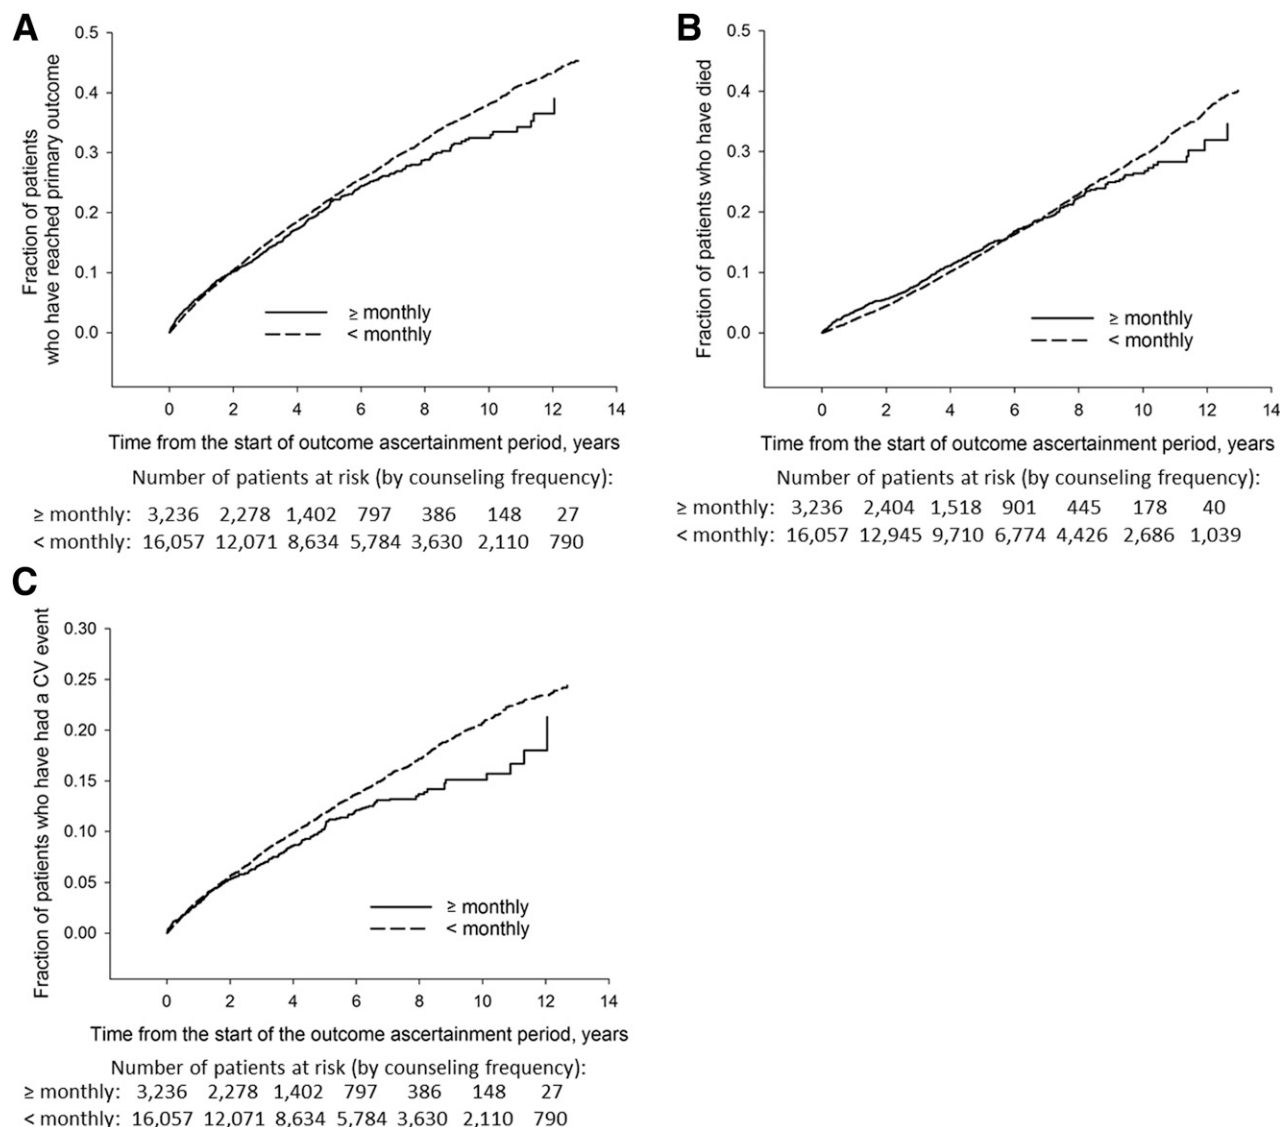 A
0.5
0.4
0.3
0.2
0.1
0.0
Fraction of patients
who have reached primary outcome
≥ monthly
< monthly
0 2 4 6 8 10 12 14
Time from the start of outcome ascertainment period, years
Number of patients at risk (by counseling frequency):
≥ monthly: 3,236 2,278 1,402 797 386 148 27
< monthly: 16,057 12,071 8,634 5,784 3,630 2,110 790
B
0.5
0.4
0.3
0.2
0.1
0.0
Fraction of patients who have died
≥ monthly
< monthly
0 2 4 6 8 10 12 14
Time from the start of outcome ascertainment period, years
Number of patients at risk (by counseling frequency):
≥ monthly: 3,236 2,404 1,518 901 445 178 40
< monthly: 16,057 12,945 9,710 6,774 4,426 2,686 1,039
C
0.30
0.25
0.20
0.15
0.10
0.05
0.00
Fraction of patients who have had a CV event
≥ monthly
< monthly
0 2 4 6 8 10 12 14
Time from the start of the outcome ascertainment period, years
Number of patients at risk (by counseling frequency):
≥ monthly: 3,236 2,278 1,402 797 386 148 27
< monthly: 16,057 12,071 8,634 5,784 3,630 2,110 790